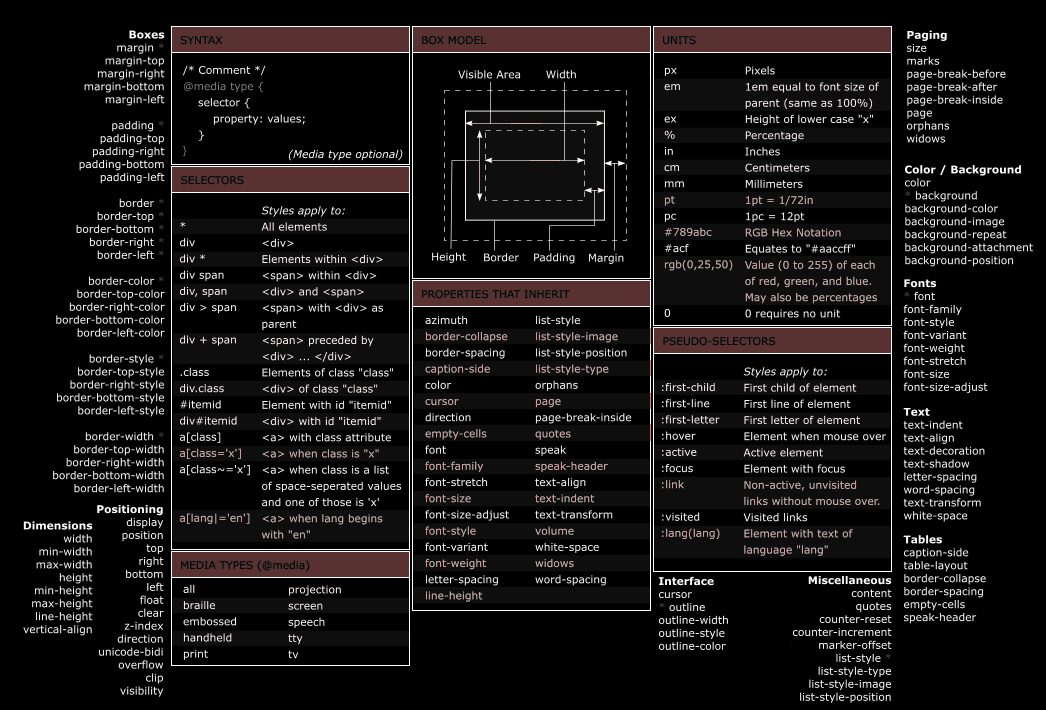 Boxes
margin *
margin-top
margin-right
margin-bottom
margin-left
padding *
padding-top
padding-right
padding-bottom
padding-left
border *
border-top *
border-bottom *
border-right *
border-left *
border-color *
border-top-color
border-right-color
border-bottom-color
border-left-color
border-style *
border-top-style
border-right-style
border-bottom-style
border-left-style
border-width *
border-top-width
border-right-width
border-bottom-width
border-left-width
Dimensions
width
min-width
max-width
height
min-height
max-height
line-height
vertical-align
Positioning
display
position
top
right
bottom
left
float
clear
z-index
direction
unicode-bidi
overflow
clip
visibility
SYNTAX
/* Comment */
@media type {
selector {
property: values;
}
}
(Media type optional)
SELECTORS
Styles apply to:
* All elements
div <div>
div * Elements within <div>
div span <span> within <div>
div, span <div> and <span>
div > span <span> with <div> as
parent
div + span <span> preceded by
<div> ... </div>
.class Elements of class "class"
div.class <div> of class "class"
#itemid Element with id "itemid"
div#itemid <div> with id "itemid"
a[class] <a> with class attribute
a[class='x'] <a> when class is "x"
a[class~='x'] <a> when class is a list
of space-seperated values
and one of those is 'x'
a[lang|='en'] <a> when lang begins
with "en"
MEDIA TYPES (@media)
all projection
braille screen
embossed speech
handheld tty
print tv
BOX MODEL
Visible Area Width
Height Border Padding Margin
PROPERTIES THAT INHERIT
azimuth list-style
border-collapse list-style-image
border-spacing list-style-position
caption-side list-style-type
color orphans
cursor page
direction page-break-inside
empty-cells quotes
font speak
font-family speak-header
font-stretch text-align
font-size text-indent
font-size-adjust text-transform
font-style volume
font-variant white-space
font-weight widows
letter-spacing word-spacing
line-height
UNITS
px Pixels
em 1em equal to font size of
parent (same as 100%)
ex Height of lower case "x"
% Percentage
in Inches
cm Centimeters
mm Millimeters
pt 1pt = 1/72in
pc 1pc = 12pt
#789abc RGB Hex Notation
#acf Equates to "#aaccff"
rgb(0,25,50) Value (0 to 255) of each
of red, green, and blue.
May also be percentages
0 0 requires no unit
PSEUDO-SELECTORS
Styles apply to:
:first-child First child of element
:first-line First line of element
:first-letter First letter of element
:hover Element when mouse over
:active Active element
:focus Element with focus
:link Non-active, unvisited
links without mouse over.
:visited Visited links
:lang(lang) Element with text of
language "lang"
Interface
cursor
* outline
outline-width
outline-style
outline-color
Miscellaneous
content
quotes
counter-reset
counter-increment
marker-offset
list-style *
list-style-type
list-style-image
list-style-position
Paging
size
marks
page-break-before
page-break-after
page-break-inside
page
orphans
widows
Color / Background
color
* background
background-color
background-image
background-repeat
background-attachment
background-position
Fonts
* font
font-family
font-style
font-variant
font-weight
font-stretch
font-size
font-size-adjust
Text
text-indent
text-align
text-decoration
text-shadow
letter-spacing
word-spacing
text-transform
white-space
Tables
caption-side
table-layout
border-collapse
border-spacing
empty-cells
speak-header